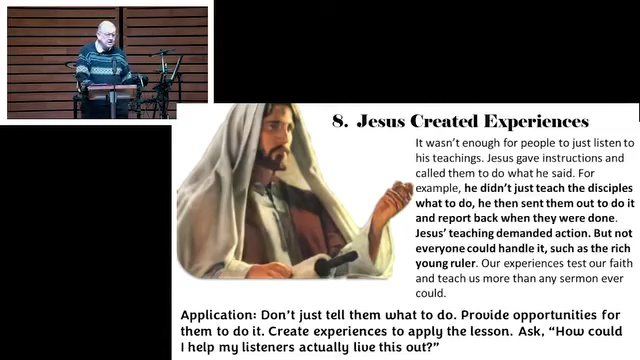 8. Jesus Created Experiences
It wasn't enough for people to just listen to
his teachings. Jesus gave instructions and
called them to do what he said. For
example, he didn't just teach the disciples
what to do, he then sent them out to do it
and report back when they were done.
Jesus' teaching demanded action. But not
everyone could handle it, such as the rich
young ruler. Our experiences test our faith
and teach us more than any sermon ever
could.
Application: Don't just tell them what to do. Provide opportunities for
them to do it. Create experiences to apply the lesson. Ask, "How could
I help my listeners actually live this out?"